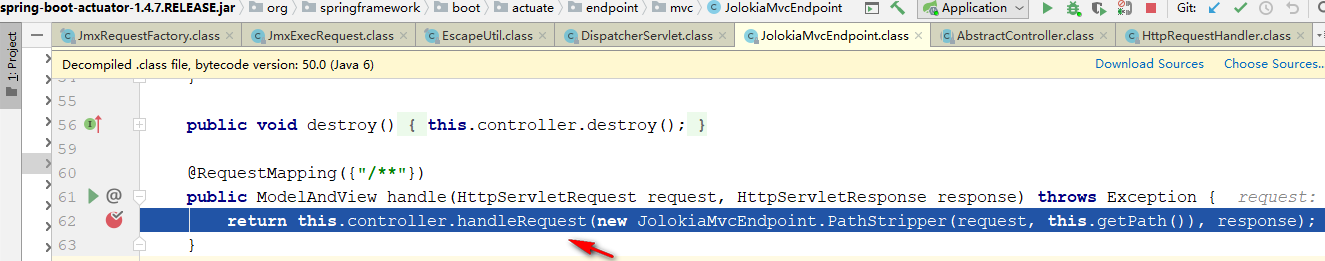 spring-boot-actuator-1.4.7.RELEASE.jar org springframework boot actuate endpoint mvc JolokiaMvcEndpoint Application Git:
JmxRequestFactory.class JmxExecRequest.class EscapeUtil.class DispatcherServlet.class JolokiaMvcEndpoint.class AbstractController.class HttpRequestHandler.class
1: Project
Decompiled .class file, bytecode version: 50.0 (Java 6) Download Sources Choose Sources...
55
56 public void destroy() { this.controller.destroy(); }
59
60 @RequestMapping({"/**"})
61 public ModelAndView handle(HttpServletRequest request, HttpServletResponse response) throws Exception { request:
62 return this.controller.handleRequest(new JolokiaMvcEndpoint.PathStripper(request, this.getPath()), response);
63 }